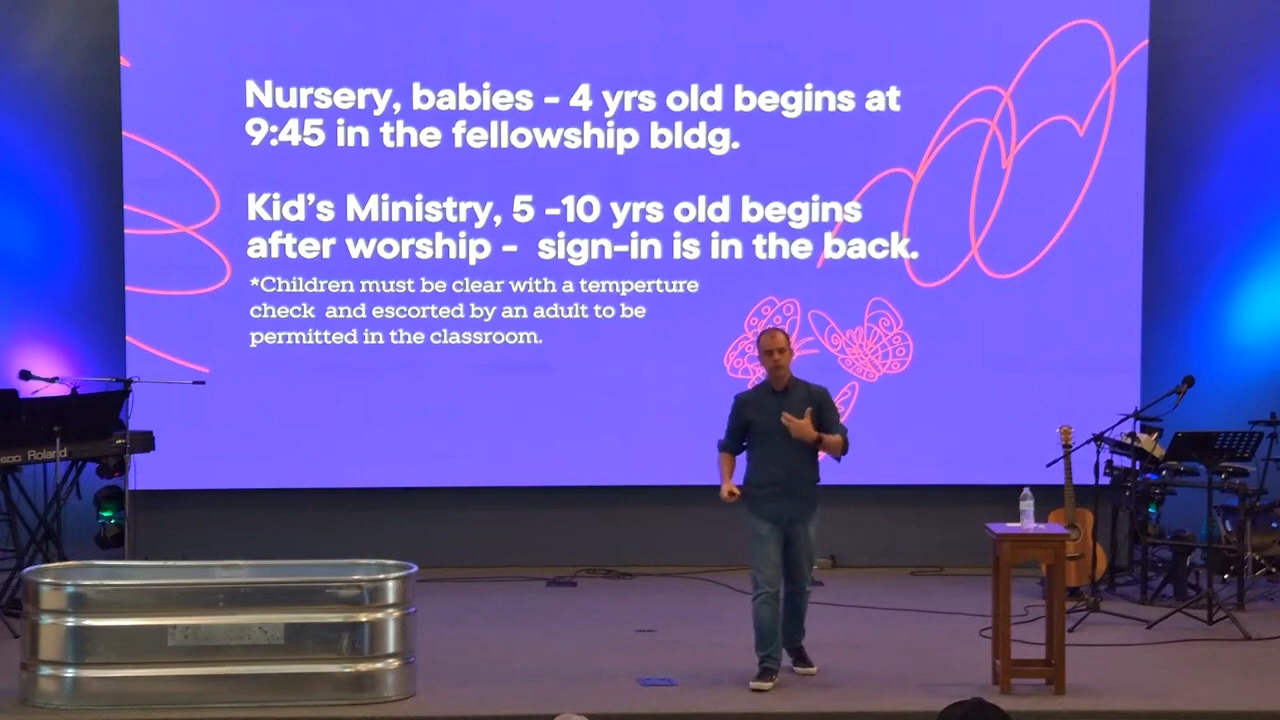 Nursery, babies - 4 yrs old begins at
9:45 in the fellowship bldg.
Kid's Ministry, 5 -10 yrs old begins
after worship -  sign-in is in the back.
*Children must be clear with a temperture
check  and escorted by an adult to be
permitted in the classroom.
Roland